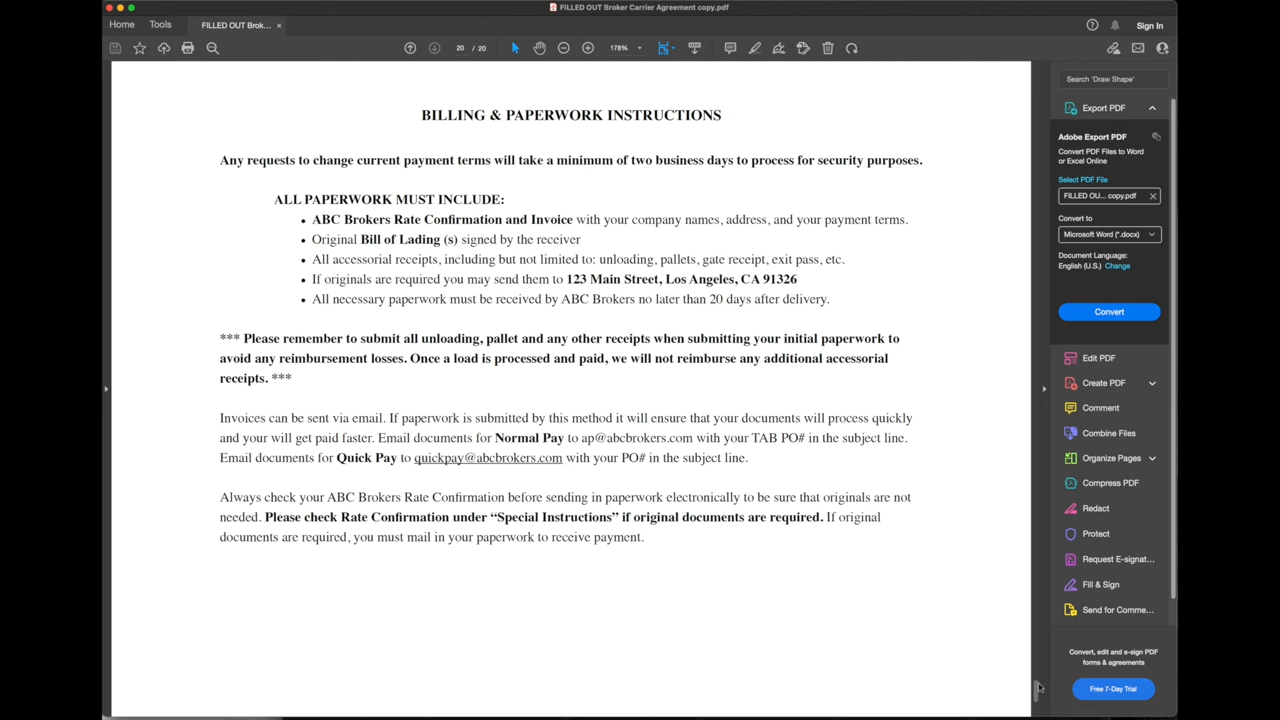 FILLED OUT Broker Carrier Agreement copy.pdf
Home Tools FILLED OUT Brok... × Sign In
20 / 20 178%
Search 'Draw Shape'
Export PDF
Adobe Export PDF
Convert PDF Files to Word
or Excel Online
Select PDF File
FILLED OU... copy.pdf
Convert to
Microsoft Word (*.docx)
Document Language:
English (U.S.) Change
Convert
Edit PDF
Create PDF
Comment
Combine Files
Organize Pages
Compress PDF
Redact
Protect
Request E-signat...
Fill & Sign
Send for Comme...
Convert, edit and e-sign PDF
forms & agreements
Free 7-Day Trial
BILLING & PAPERWORK INSTRUCTIONS
Any requests to change current payment terms will take a minimum of two business days to process for security purposes.
ALL PAPERWORK MUST INCLUDE:
• ABC Brokers Rate Confirmation and Invoice with your company names, address, and your payment terms.
• Original Bill of Lading (s) signed by the receiver
• All accessorial receipts, including but not limited to: unloading, pallets, gate receipt, exit pass, etc.
• If originals are required you may send them to 123 Main Street, Los Angeles, CA 91326
• All necessary paperwork must be received by ABC Brokers no later than 20 days after delivery.
*** Please remember to submit all unloading, pallet and any other receipts when submitting your initial paperwork to
avoid any reimbursement losses. Once a load is processed and paid, we will not reimburse any additional accessorial
receipts. ***
Invoices can be sent via email. If paperwork is submitted by this method it will ensure that your documents will process quickly
and your will get paid faster. Email documents for Normal Pay to ap@abcbrokers.com with your TAB PO# in the subject line.
Email documents for Quick Pay to quickpay@abcbrokers.com with your PO# in the subject line.
Always check your ABC Brokers Rate Confirmation before sending in paperwork electronically to be sure that originals are not
needed. Please check Rate Confirmation under “Special Instructions” if original documents are required. If original
documents are required, you must mail in your paperwork to receive payment.